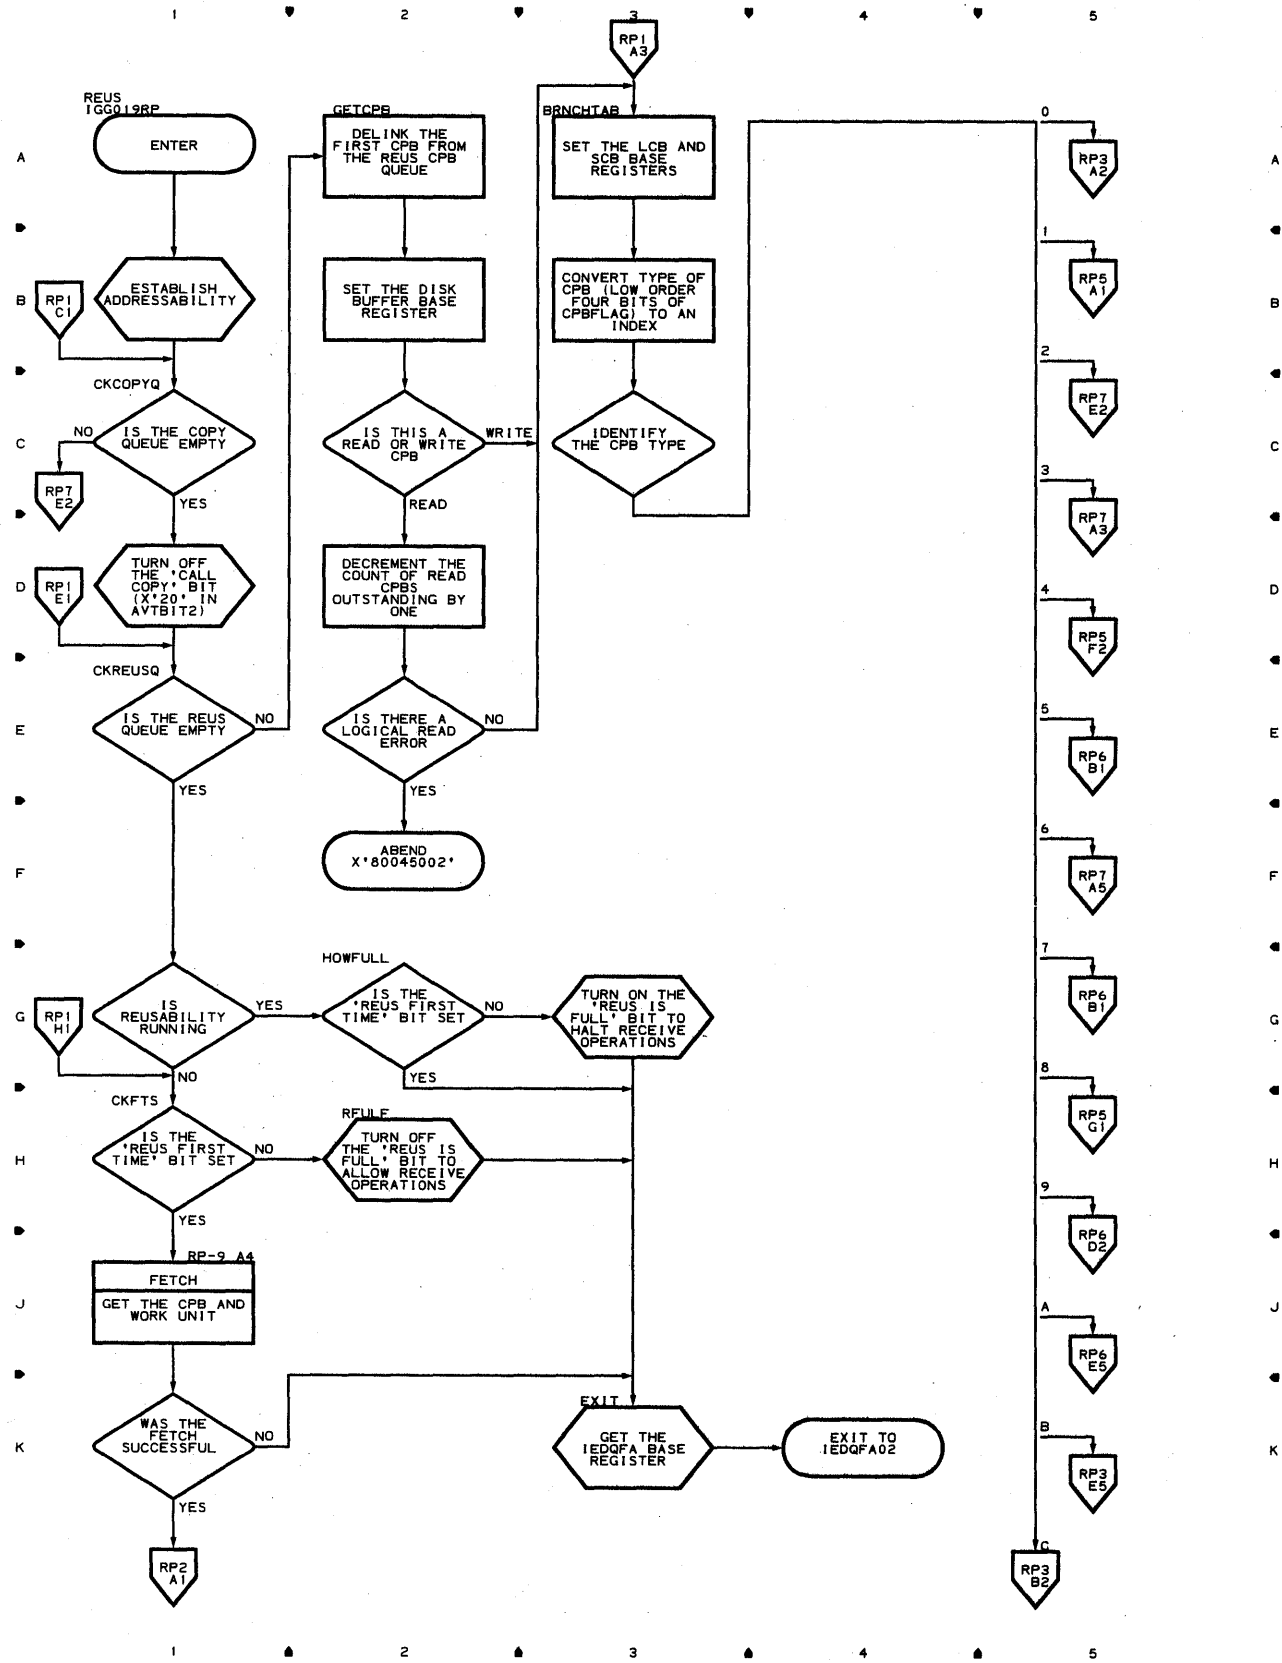 1 2 3 4 5
RP1
A3
REUS
IGG019RP
ENTER
GETCPB
DELINK THE
FIRST CPB FROM
THE REUS CPB
QUEUE
BRNCHTAB
SET THE LCB AND
SCB BASE
REGISTERS
0
RP3
A2
A
A
1
RP5
A1
B
RP1
C1
ESTABLISH
ADDRESSABILITY
SET THE DISK
BUFFER BASE
REGISTER
CONVERT TYPE OF
CPB (LOW ORDER
FOUR BITS OF
CPBFLAG) TO AN
INDEX
B
2
RP7
E2
CKCOPYQ
C
NO
IS THE COPY
QUEUE EMPTY
RP7
E2
YES
IS THIS A
READ OR WRITE
CPB
WRITE
READ
IDENTIFY
THE CPB TYPE
C
3
RP7
A3
D
RP1
E1
TURN OFF
THE 'CALL
COPY' BIT
(X'20' IN
AVTBIT2)
DECREMENT THE
COUNT OF READ
CPBS
OUTSTANDING BY
ONE
D
4
RP5
F2
CKREUSQ
E
IS THE REUS
QUEUE EMPTY
NO
YES
IS THERE A
LOGICAL READ
ERROR
NO
YES
5
RP6
B1
E
F
ABEND
X'80045002'
6
RP7
A5
F
G
RP1
H1
IS
REUSABILITY
RUNNING
YES
NO
HOWFULL
IS THE
'REUS FIRST
TIME' BIT SET
NO
YES
TURN ON THE
'REUS IS
FULL' BIT TO
HALT RECEIVE
OPERATIONS
7
RP6
B1
G
8
RP5
G1
CKFTS
H
IS THE
'REUS FIRST
TIME' BIT SET
NO
YES
RFULF
TURN OFF
THE 'REUS IS
FULL' BIT TO
ALLOW RECEIVE
OPERATIONS
H
9
RP6
D2
RP-9 A4
J
FETCH
GET THE CPB AND
WORK UNIT
A
RP6
E5
J
K
WAS THE
FETCH
SUCCESSFUL
NO
YES
EXIT
GET THE
IEDQFA BASE
REGISTER
EXIT TO
IEDQFA02
B
RP3
E5
K
RP2
A1
C
RP3
B2
1 2 3 4 5